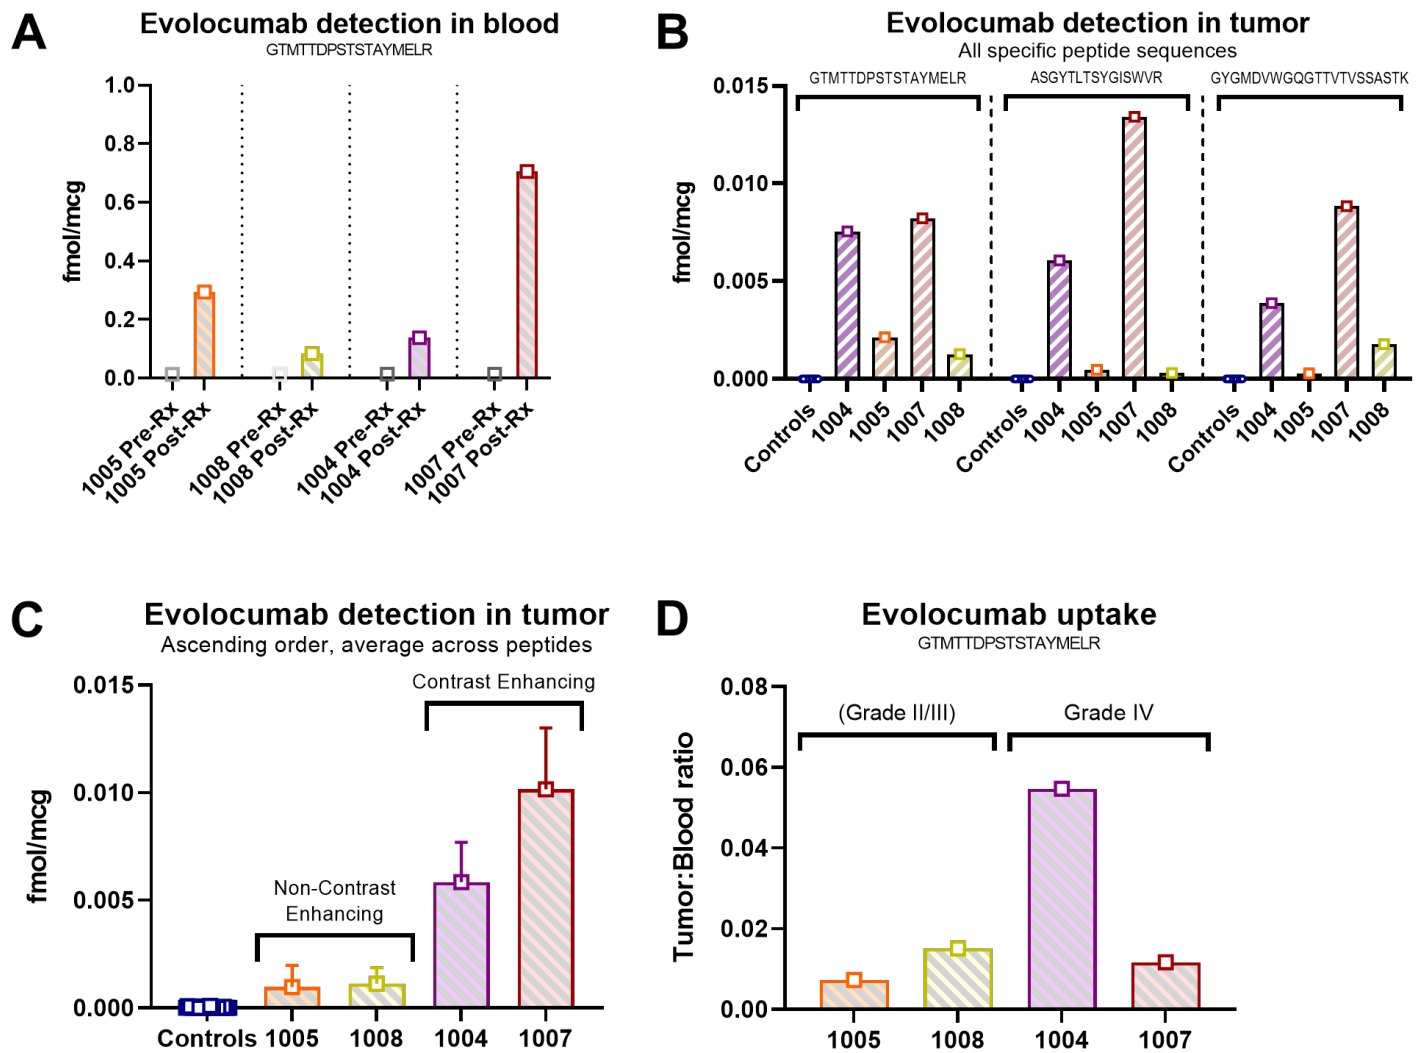 A
Evolocumab detection in blood
GTMTTDPSTSTAYMELR
fmol/mcg
1.0
0.8
0.6
0.4
0.2
0.0
1005 Pre-Rx
1005 Post-Rx
1008 Pre-Rx
1008 Post-Rx
1004 Pre-Rx
1004 Post-Rx
1007 Pre-Rx
1007 Post-Rx
B
Evolocumab detection in tumor
All specific peptide sequences
GTMTTDPSTSTAYMELR
ASGYTLTSYGISWVR
GYGMDVWGQGTTVTVSSASTK
fmol/mcg
0.015
0.010
0.005
0.000
Controls
1004
1005
1007
1008
Controls
1004
1005
1007
1008
Controls
1004
1005
1007
1008
C
Evolocumab detection in tumor
Ascending order, average across peptides
Contrast Enhancing
Non-Contrast
Enhancing
fmol/mcg
0.015
0.010
0.005
0.000
Controls
1005
1008
1004
1007
D
Evolocumab uptake
GTMTTDPSTSTAYMELR
(Grade II/III)
Grade IV
Tumor:Blood ratio
0.08
0.06
0.04
0.02
0.00
1005
1008
1004
1007